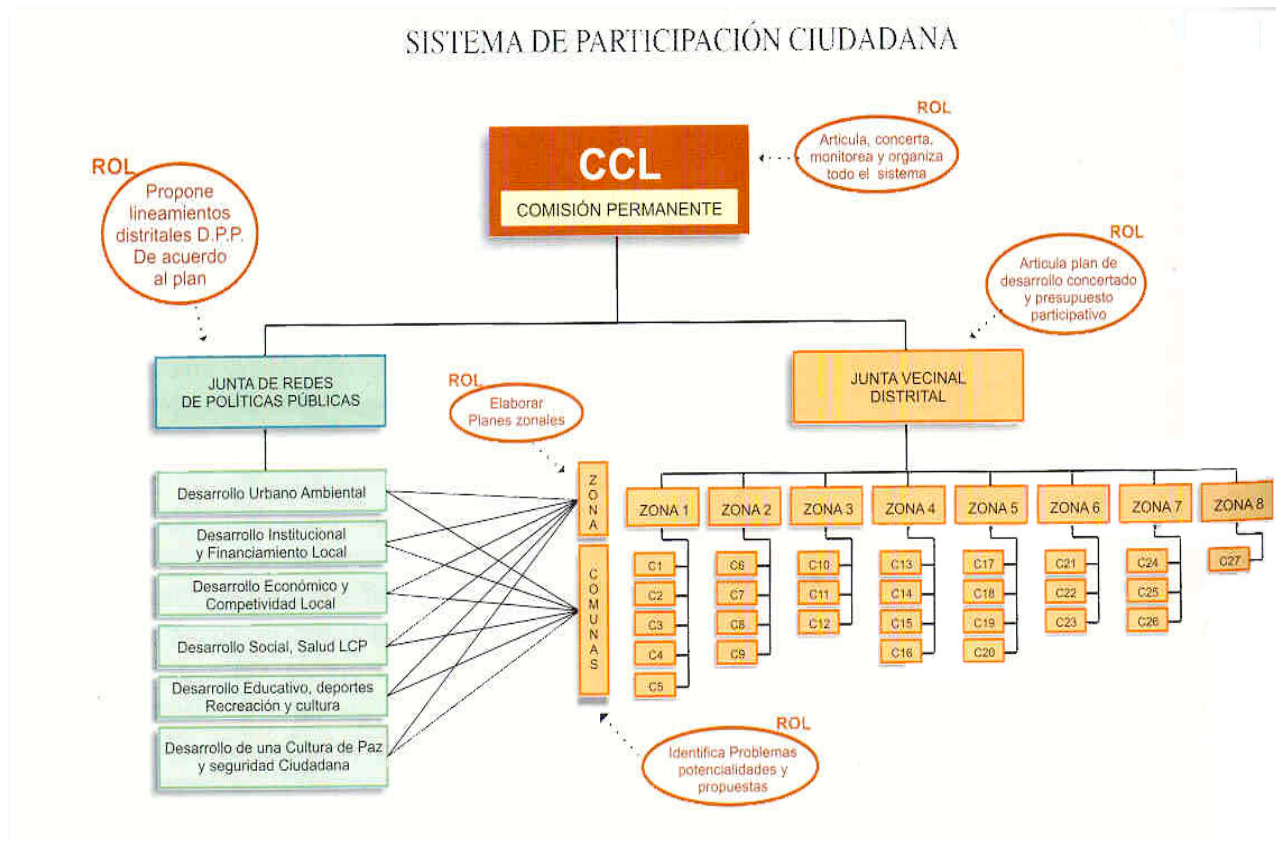 SISTEMA DE PARTICIPACIÓN CIUDADANA
ROL
Articula, concerta,
monitorea y organiza
todo el sistema
CCL
COMISIÓN PERMANENTE
ROL
Propone
lineamientos
distritales D.P.P.
De acuerdo
al plan
ROL
Articula plan de
desarrollo concertado
y presupuesto
participativo
JUNTA DE REDES
DE POLÍTICAS PÚBLICAS
JUNTA VECINAL
DISTRITAL
ROL
Elaborar
Planes zonales
Desarrollo Urbano Ambiental
Desarrollo Institucional
y Financiamiento Local
Desarrollo Económico y
Competividad Local
Desarrollo Social, Salud LCP
Desarrollo Educativo, deportes
Recreación y cultura
Desarrollo de una Cultura de Paz
y seguridad Ciudadana
ZONA
COMUNAS
ZONA 1
ZONA 2
ZONA 3
ZONA 4
ZONA 5
ZONA 6
ZONA 7
ZONA 8
C1
C2
C3
C4
C5
C6
C7
C8
C9
C10
C11
C12
C13
C14
C15
C16
C17
C18
C19
C20
C21
C22
C23
C24
C25
C26
C27
ROL
Identifica Problemas
potencialidades y
propuestas